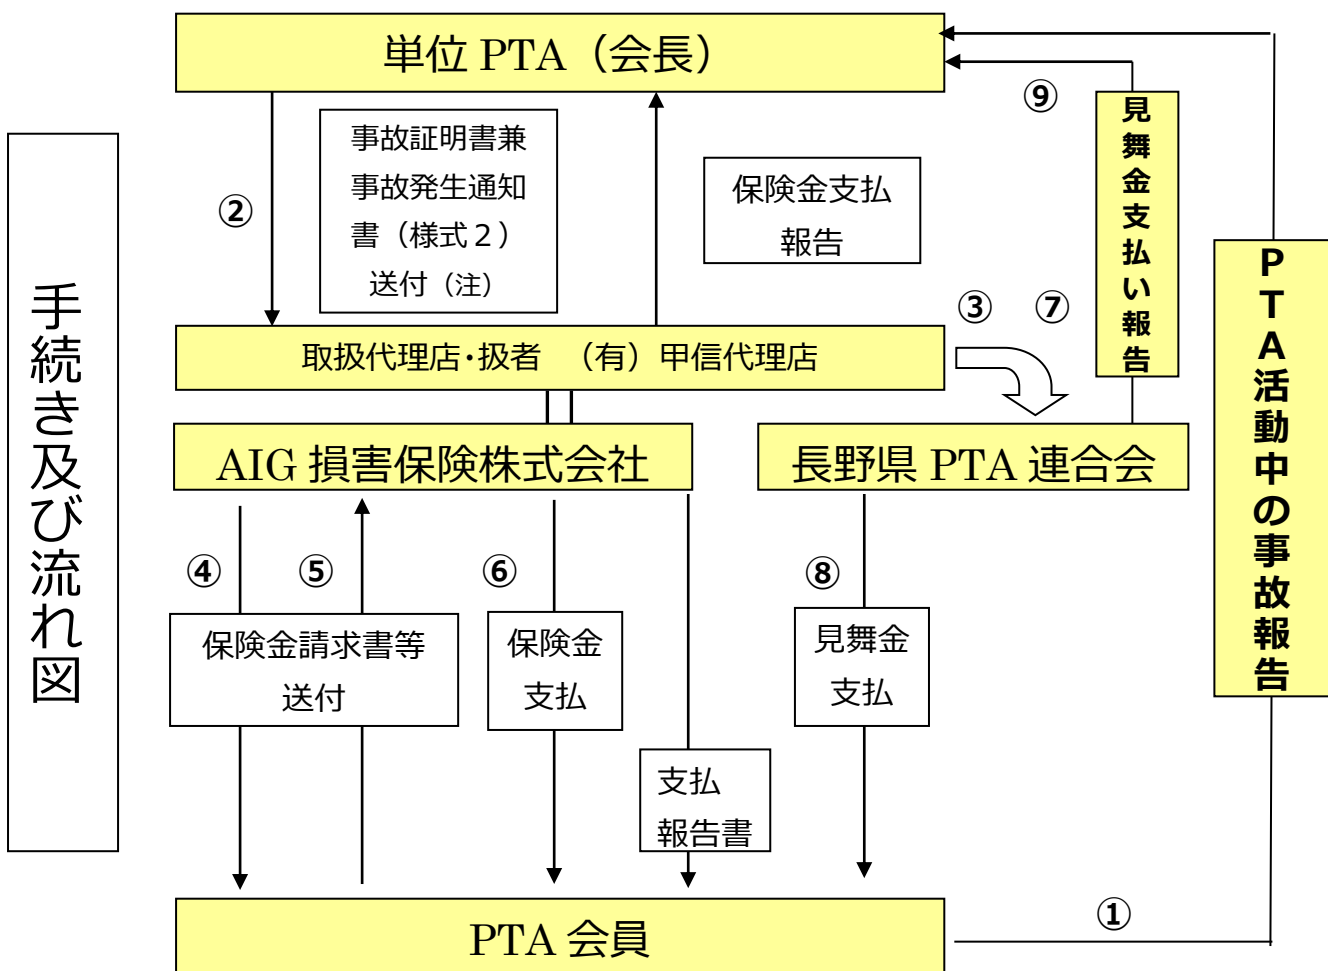 手続き及び流れ図
単位 PTA（会長）
②
事故証明書兼
事故発生通知
書（様式２）
送付（注）
保険金支払
報告
⑨
見舞金支払い報告
PTA活動中の事故報告
取扱代理店・扱者　（有）甲信代理店
③
⑦
AIG 損害保険株式会社
長野県 PTA 連合会
④
⑤
⑥
⑧
保険金請求書等
送付
保険金
支払
見舞金
支払
支払
報告書
PTA 会員
①